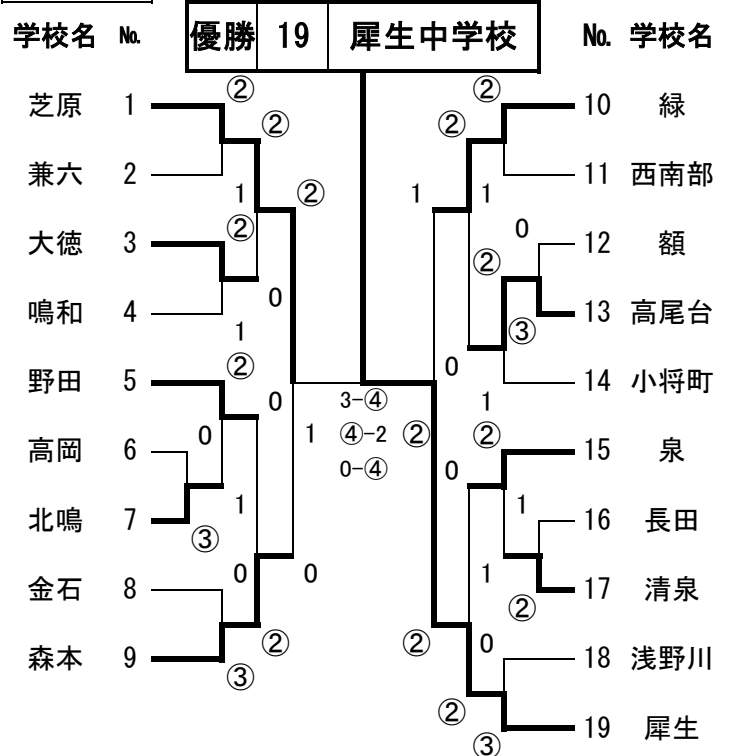 学校名 No. 優勝 19 犀生中学校 No. 学校名
② ②
芝原 1 10 緑
② ②
兼六 2 11 西南部
1 ② 1 1
② 0
大徳 3 12 額
②
0
鳴和 4 13 高尾台
1 ③
② 0
野田 5 14 小将町
0 3-④ 1
0 1 ④-2 ② ②
高岡 6 15 泉
0-④ 0
1 1
北鳴 7 16 長田
③
0 0 1
金石 8 17 清泉
②
② ② 0
森本 9 18 浅野川
③
②
19 犀生
③